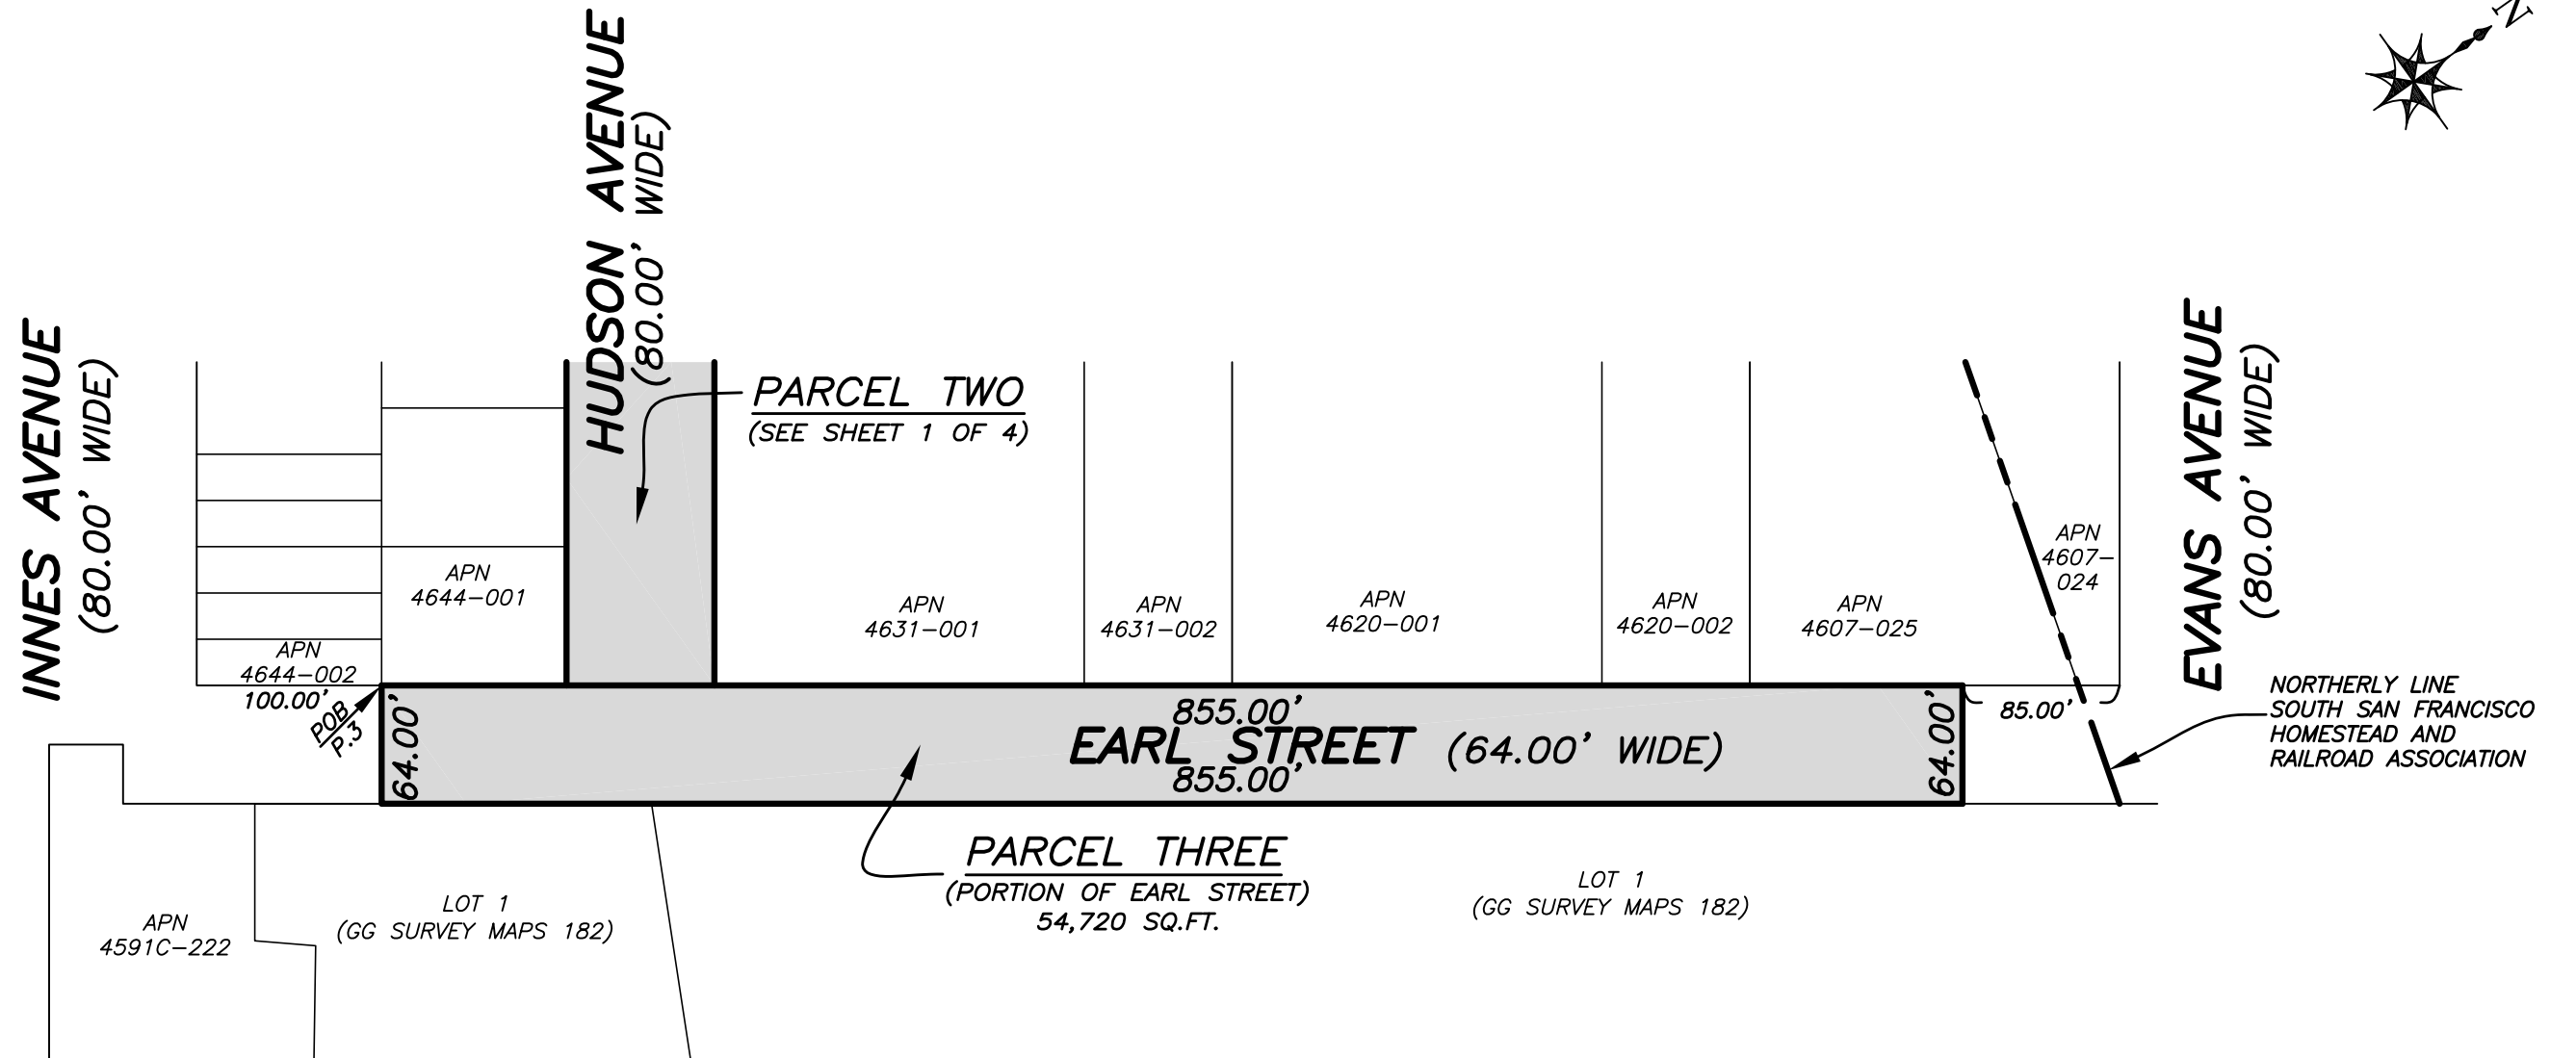 N
HUDSON AVENUE
(80.00' WIDE)
INNES AVENUE
(80.00' WIDE)
EVANS AVENUE
(80.00' WIDE)
PARCEL TWO
(SEE SHEET 1 OF 4)
APN
4644-002
100.00'
APN
4644-001
APN
4631-001
APN
4631-002
APN
4620-001
APN
4620-002
APN
4607-025
APN
4607-
024
POB
P.3
64.00'
855.00'
EARL STREET (64.00' WIDE)
855.00'
64.00'
85.00'
NORTHERLY LINE
SOUTH SAN FRANCISCO
HOMESTEAD AND
RAILROAD ASSOCIATION
PARCEL THREE
(PORTION OF EARL STREET)
54,720 SQ.FT.
APN
4591C-222
LOT 1
(GG SURVEY MAPS 182)
LOT 1
(GG SURVEY MAPS 182)